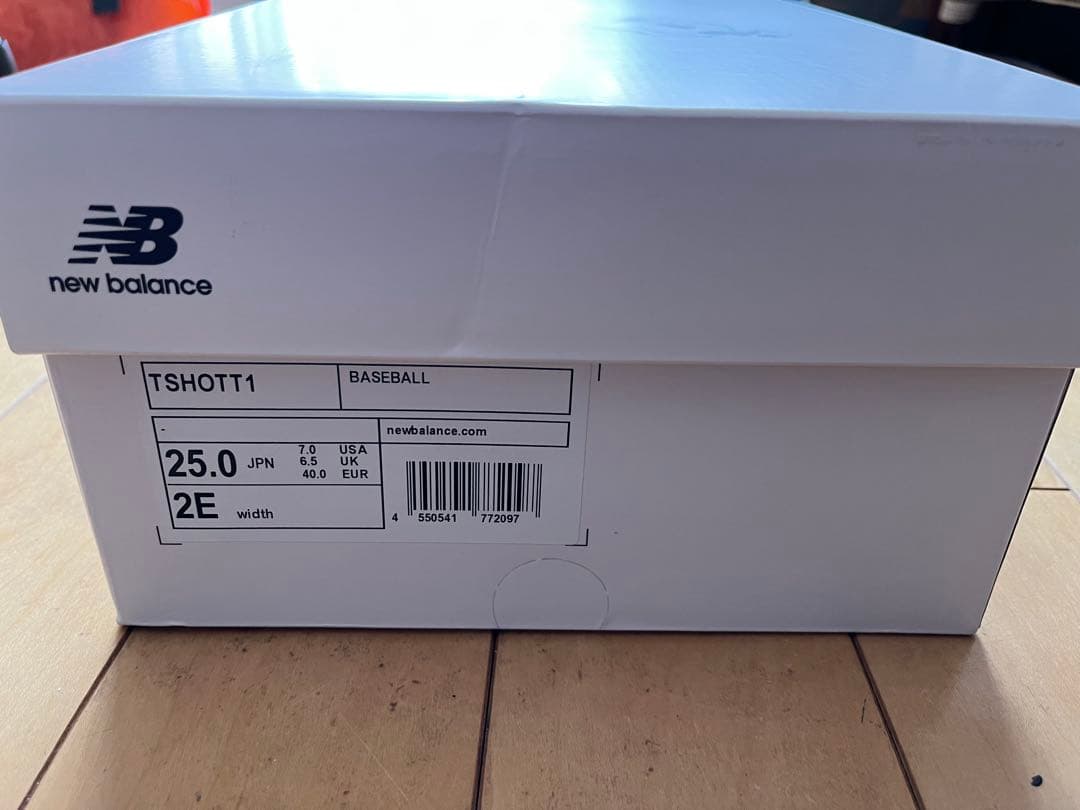 NB
new balance
TSHOTT1
BASEBALL
-
newbalance.com
25.0 JPN
7.0 USA
6.5 UK
40.0 EUR
2E width
4 550541 772097